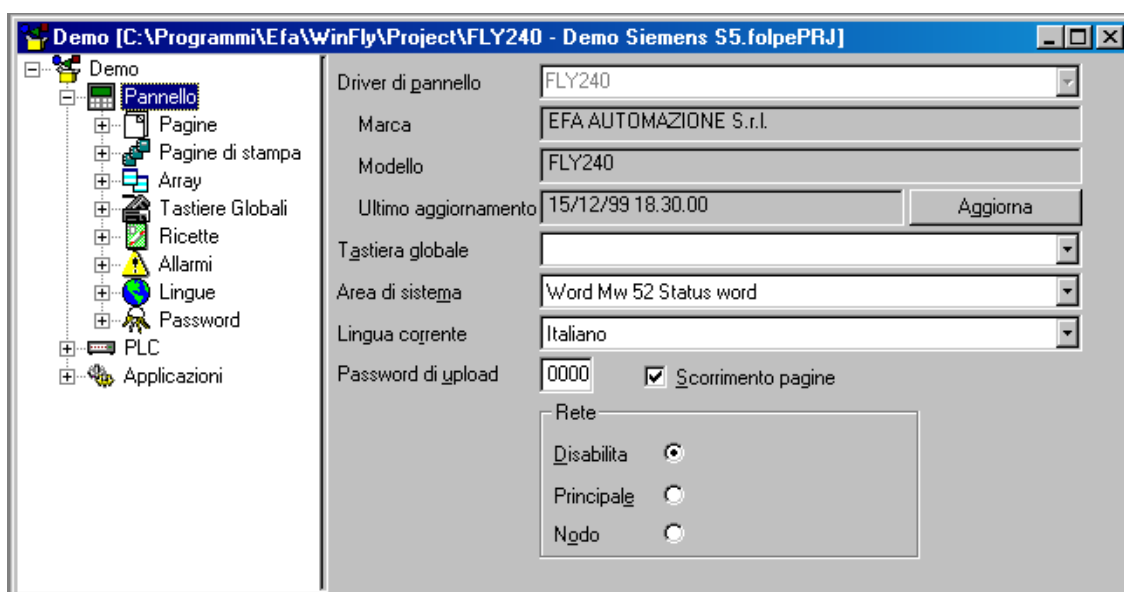 Demo [C:\Programmi\Efa\WinFly\Project\FLY240 - Demo Siemens S5.folpePRJ]
Demo
Pannello
Pagine
Pagine di stampa
Array
Tastiere Globali
Ricette
Allarmi
Lingue
Password
PLC
Applicazioni
Driver di pannello FLY240
Marca EFA AUTOMAZIONE S.r.l.
Modello FLY240
Ultimo aggiornamento 15/12/99 18.30.00 Aggiorna
Tastiera globale
Area di sistema Word Mw 52 Status word
Lingua corrente Italiano
Password di upload 0000 Scorrimento pagine
Rete
Disabilita
Principale
Nodo